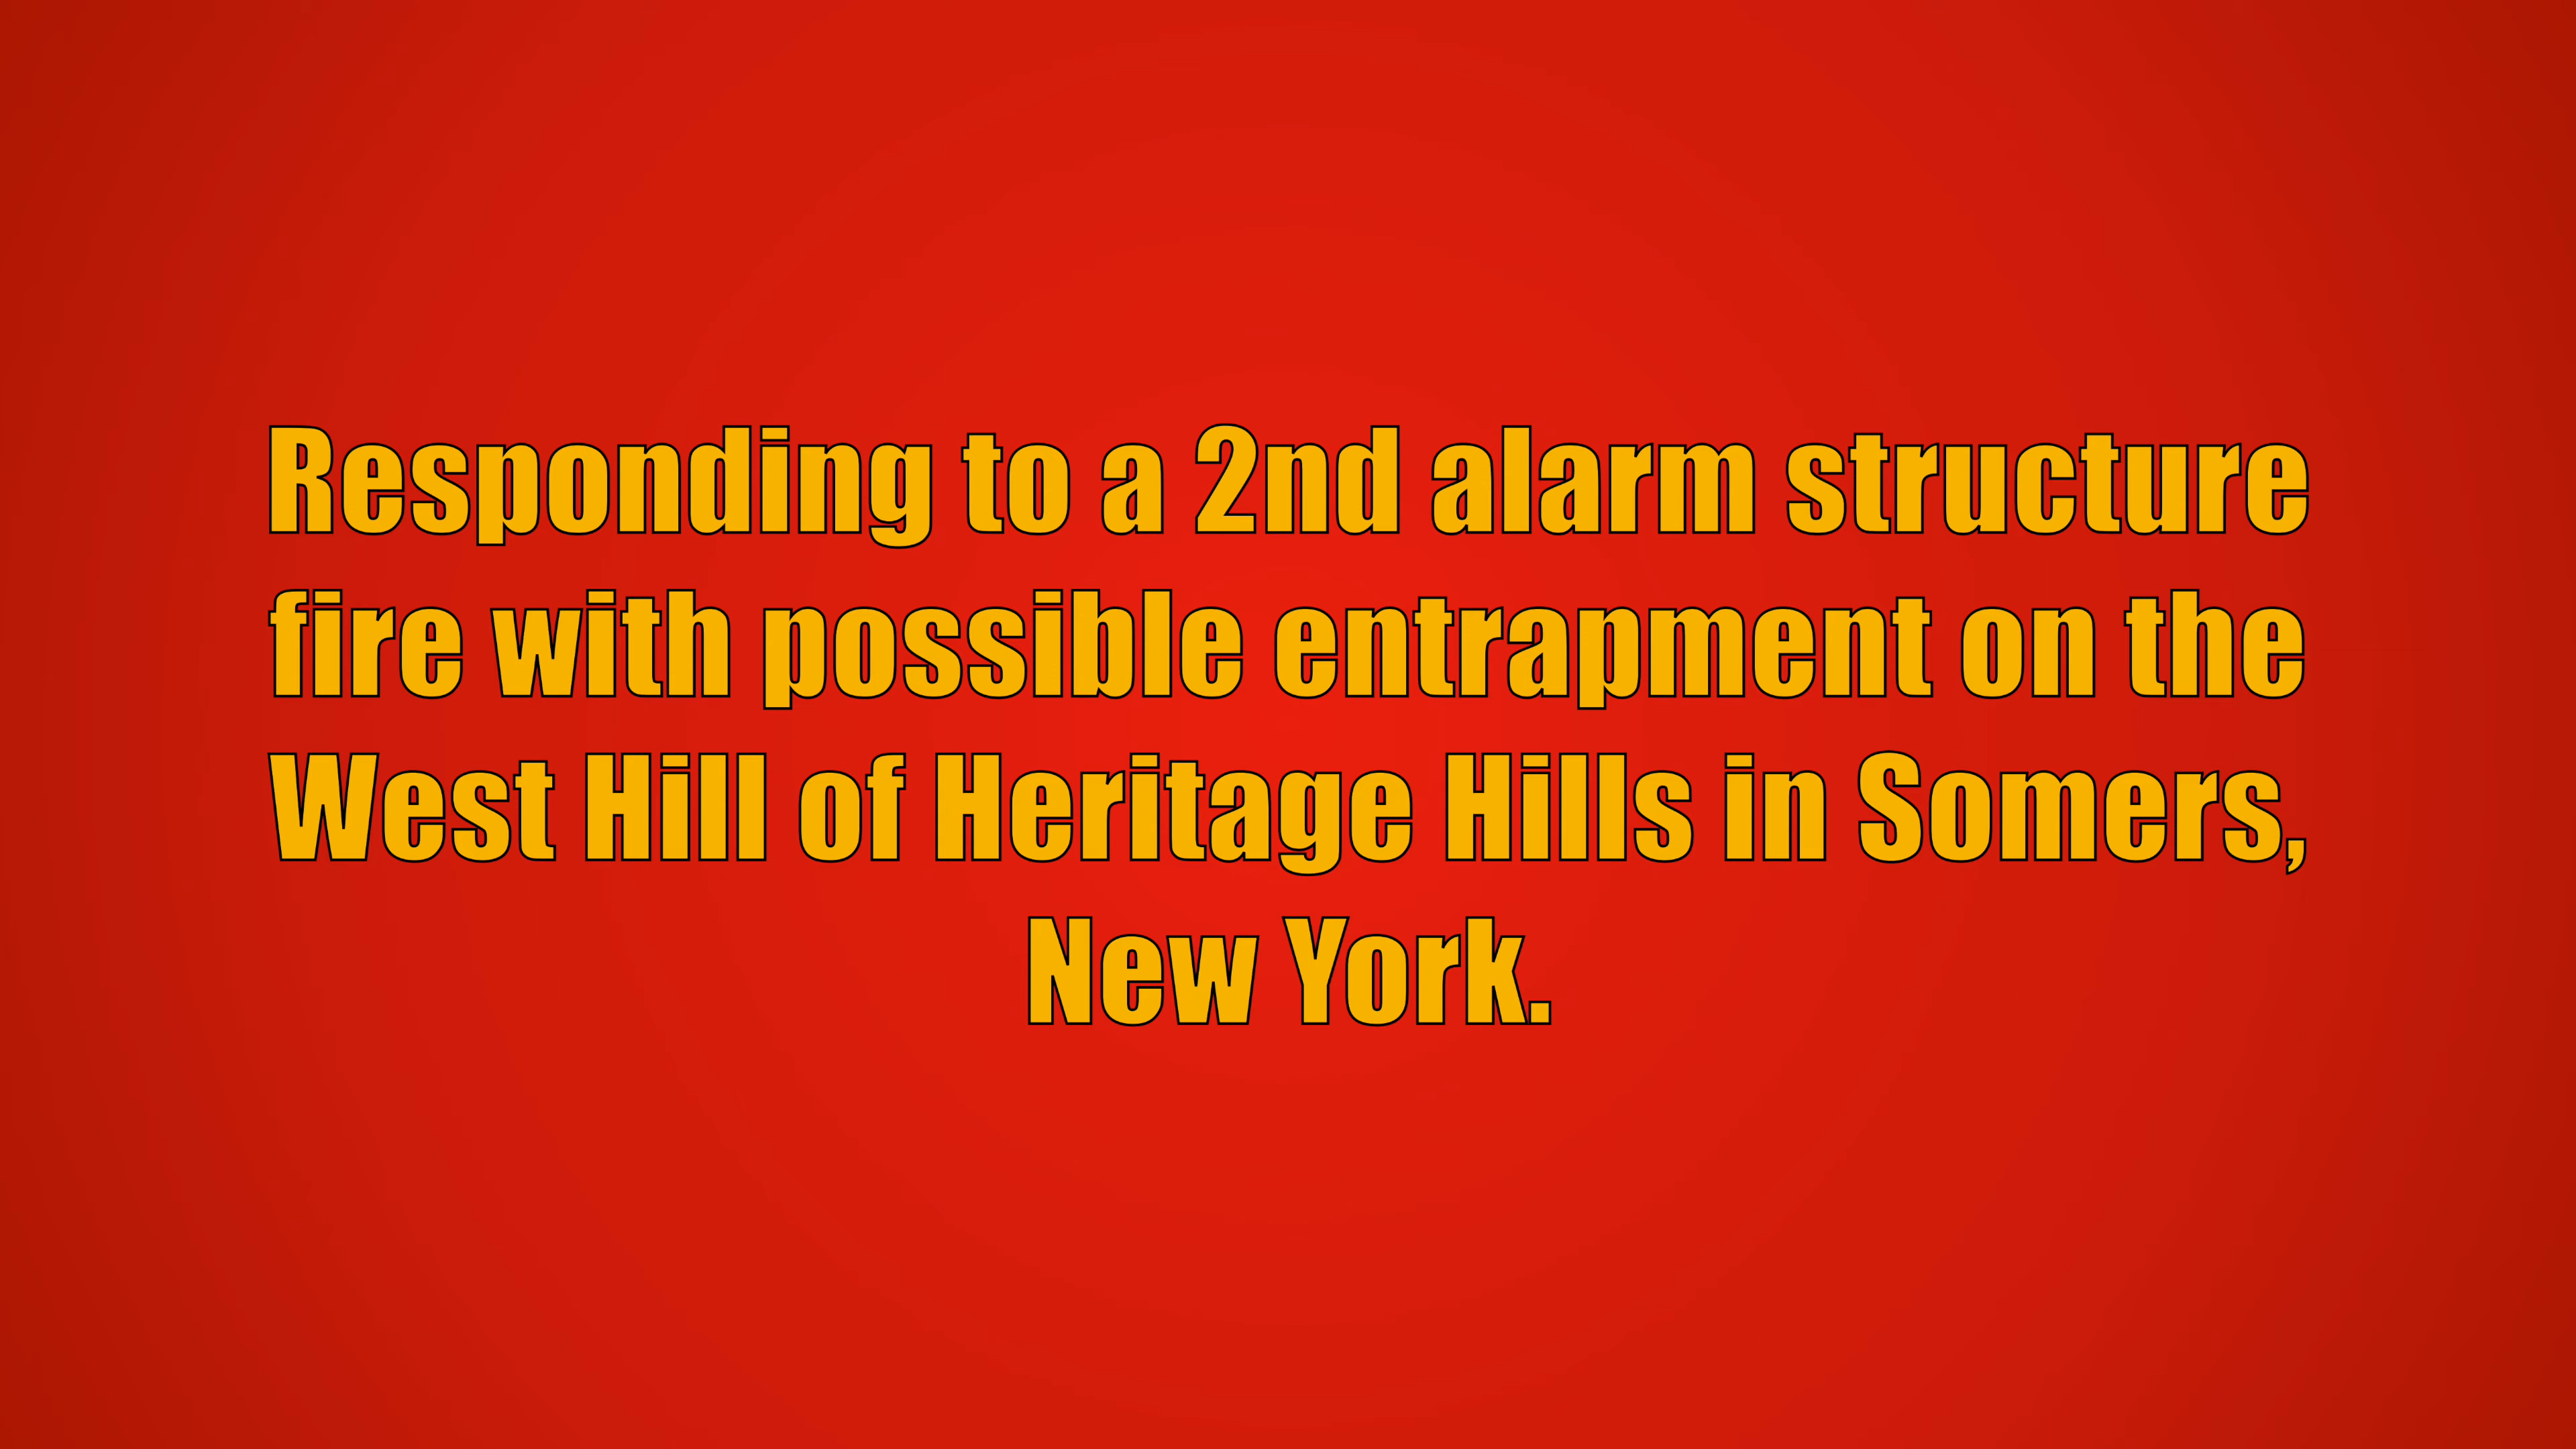 Responding to a 2nd alarm structure
fire with possible entrapment on the
West Hill of Heritage Hills in Somers,
New York.